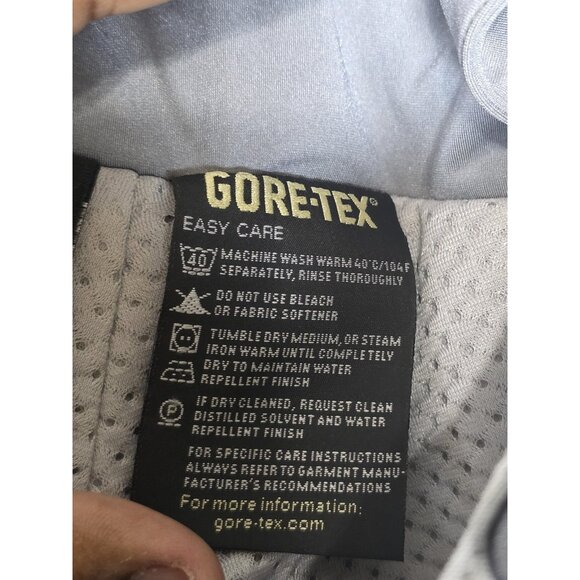 GORE-TEX®
EASY CARE
40 MACHINE WASH WARM 40°C/104F
SEPARATELY, RINSE THOROUGHLY
DO NOT USE BLEACH
OR FABRIC SOFTENER
TUMBLE DRY MEDIUM, OR STEAM
IRON WARM UNTIL COMPLETELY
DRY TO MAINTAIN WATER
REPELLENT FINISH
P IF DRY CLEANED, REQUEST CLEAN
DISTILLED SOLVENT AND WATER
REPELLENT FINISH
FOR SPECIFIC CARE INSTRUCTIONS
ALWAYS REFER TO GARMENT MANU-
FACTURER'S RECOMMENDATIONS
For more information:
gore-tex.com